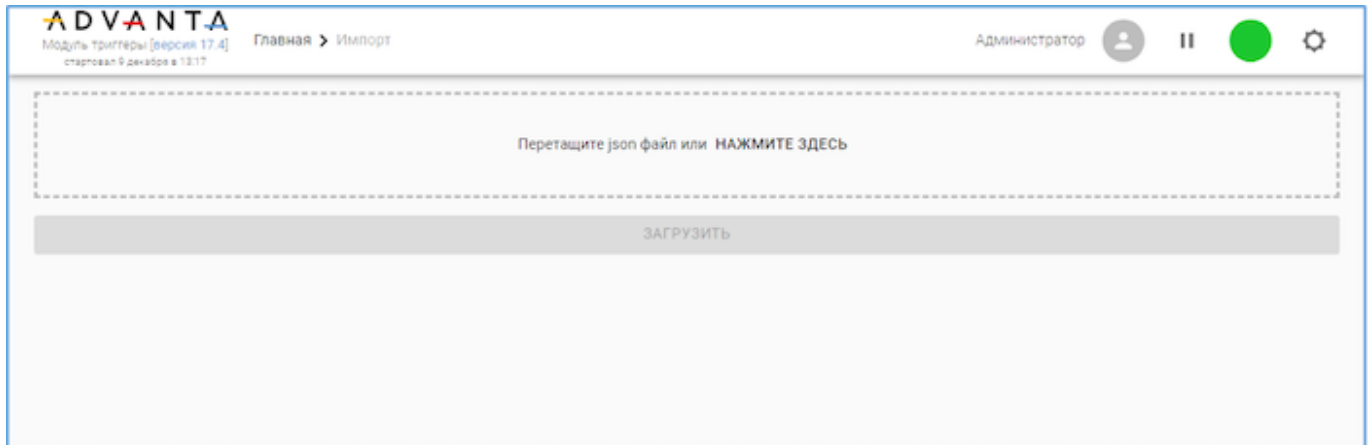 ADVANTA
Модуль триггеры [версия 17.4]
стартовал 9 декабря в 13:17
Главная > Импорт
Администратор
Перетащите json файл или НАЖМИТЕ ЗДЕСЬ
ЗАГРУЗИТЬ